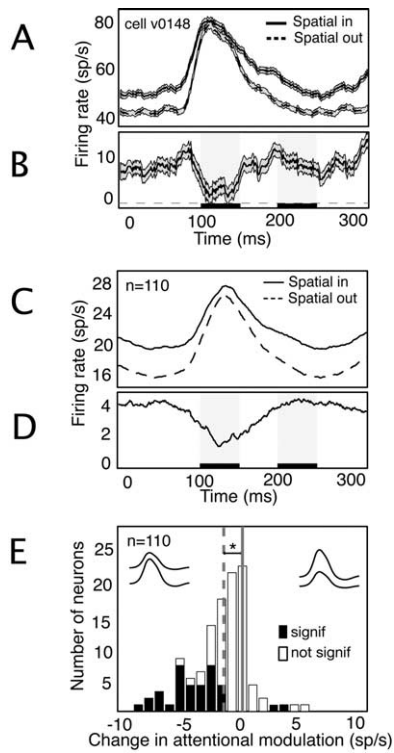 A
cell v0148
Spatial in
Spatial out
80
60
40
Firing rate (sp/s)
B
10
0
0 100 200 300
Time (ms)
C
n=110
Spatial in
Spatial out
28
24
20
16
Firing rate (sp/s)
D
4
2
0
0 100 200 300
Time (ms)
E
n=110
*
25
20
15
10
5
Number of neurons
signif
not signif
-10 -5 0 5 10
Change in attentional modulation (sp/s)